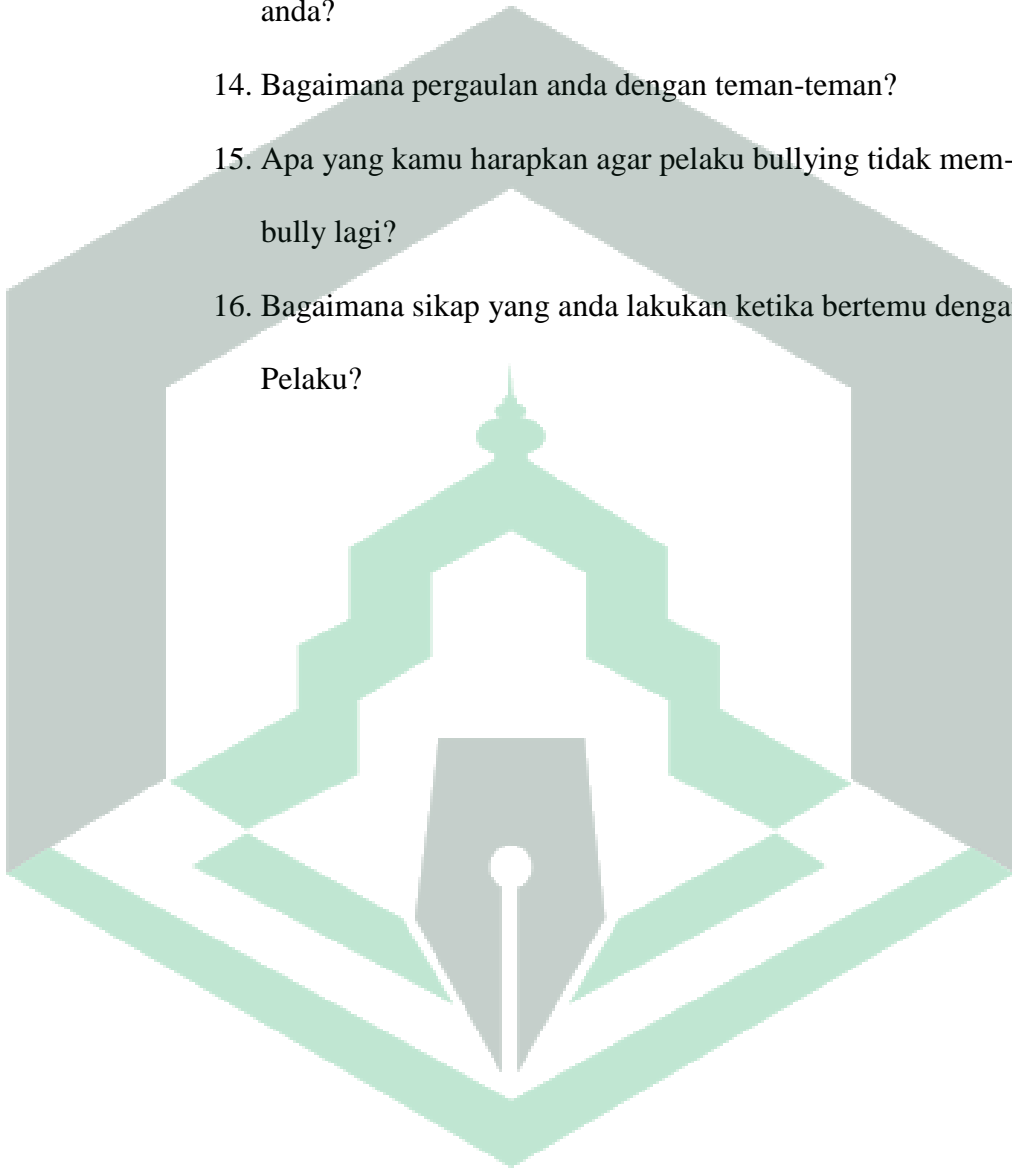 anda?
14. Bagaimana pergaulan anda dengan teman-teman?
15. Apa yang kamu harapkan agar pelaku bullying tidak mem-
bully lagi?
16. Bagaimana sikap yang anda lakukan ketika bertemu
Pelaku?